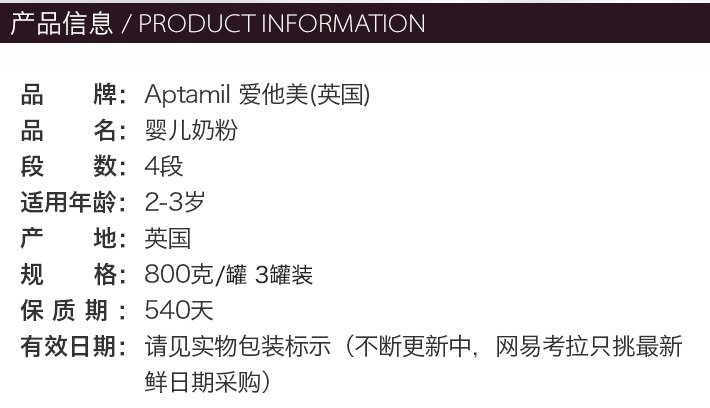 产品信息 / PRODUCT INFORMATION
品 牌：Aptamil 爱他美(英国)
品 名：婴儿奶粉
段 数：4段
适用年龄：2-3岁
产 地：英国
规 格：800克/罐 3罐装
保 质 期 ：540天
有效日期：请见实物包装标示（不断更新中，网易考拉只挑最新
鲜日期采购）